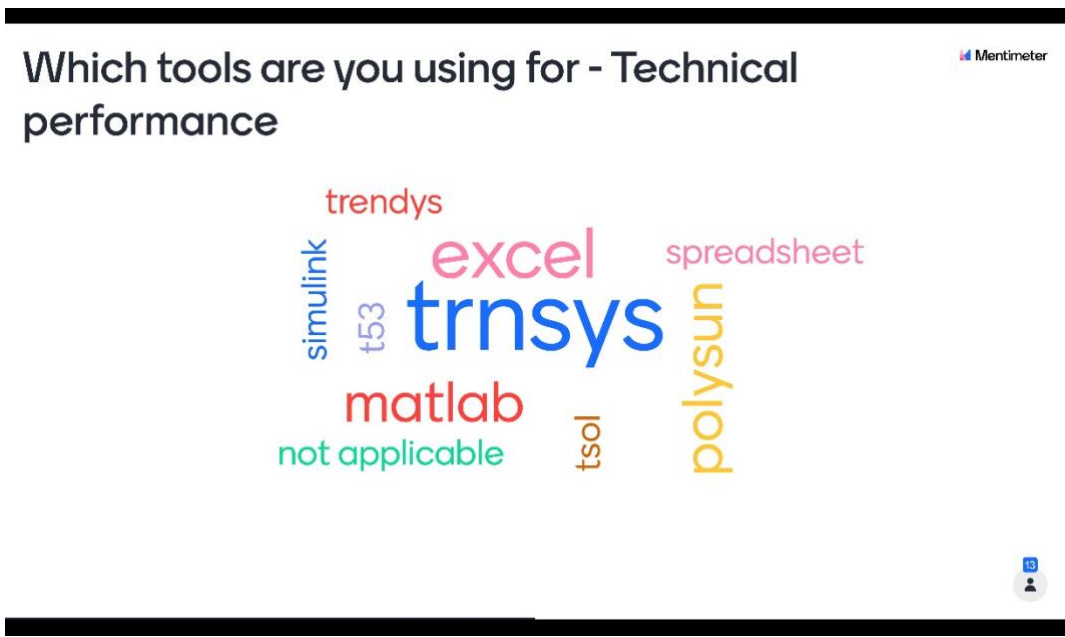 Which tools are you using for - Technical
performance
Mentimeter
trendys
simulink
excel
spreadsheet
t53
trnsys
polysun
matlab
tsol
not applicable
13